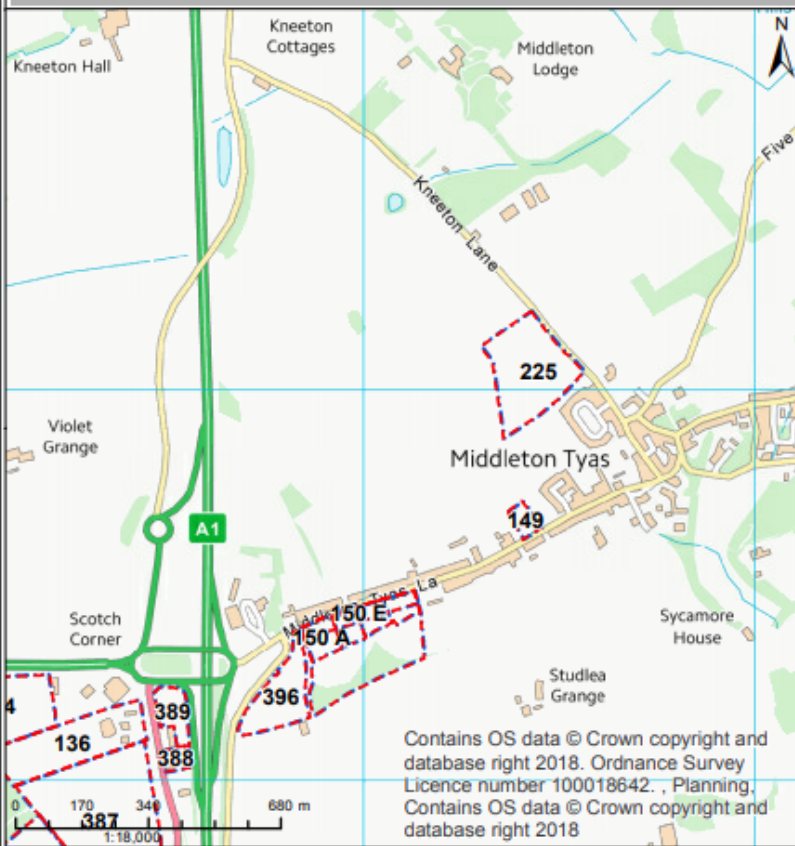 Kneeton Hall
Kneeton
Cottages
Middleton
Lodge
N
Kneeton Lane
Five
225
Violet
Grange
Middleton Tyas
A1
149
Scotch
Corner
Tyas La
150 E
150 A
Sycamore
House
Studlea
Grange
396
4
389
136
388
387
0 170 340 680 m
1:18,000
Contains OS data © Crown copyright and
database right 2018. Ordnance Survey
Licence number 100018642. , Planning,
Contains OS data © Crown copyright and
database right 2018